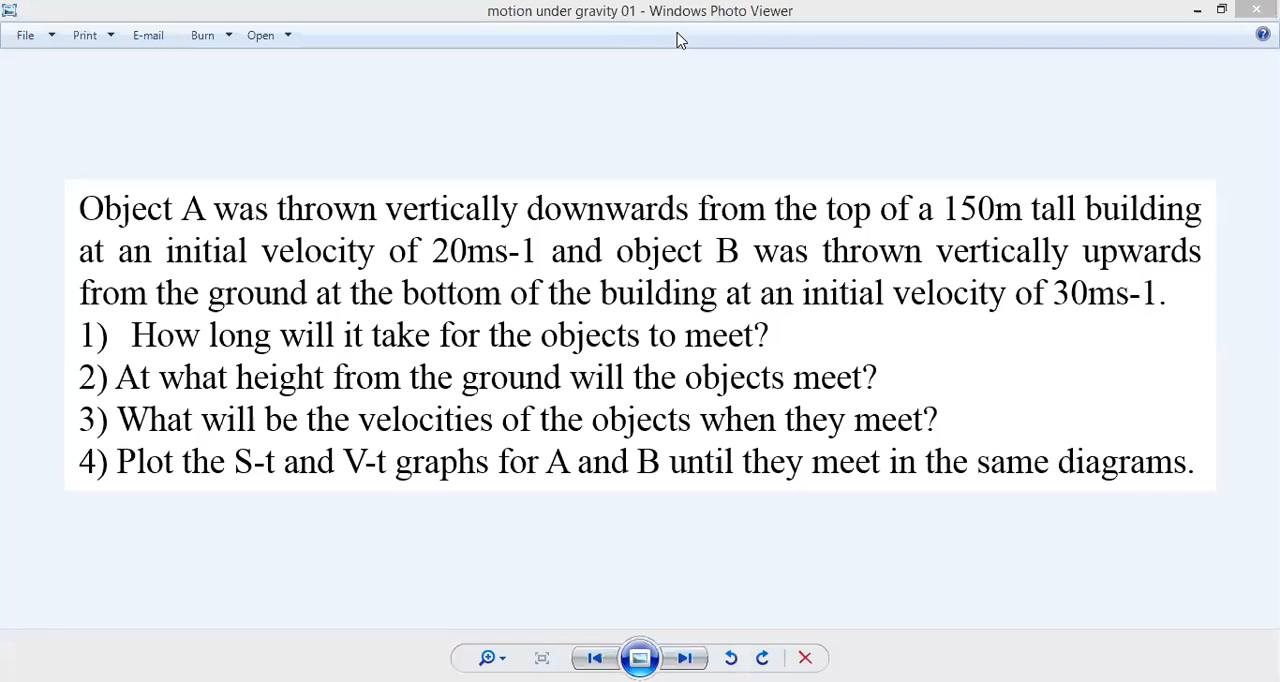 motion under gravity 01 - Windows Photo Viewer
File Print E-mail Burn Open
Object A was thrown vertically downwards from the top of a 150m tall building
at an initial velocity of 20ms-1 and object B was thrown vertically upwards
from the ground at the bottom of the building at an initial velocity of 30ms-1.
1) How long will it take for the objects to meet?
2) At what height from the ground will the objects meet?
3) What will be the velocities of the objects when they meet?
4) Plot the S-t and V-t graphs for A and B until they meet in the same diagrams.